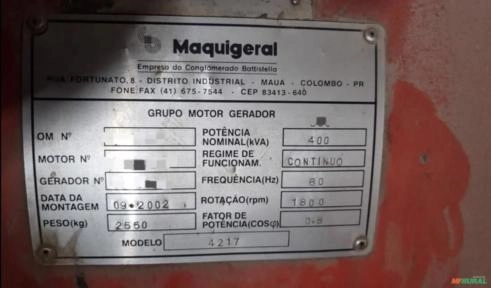 Maquigeral
Empresa do Conglomerado Battistella
RUA FORTUNATO, 8 - DISTRITO INDUSTRIAL - MAUÁ - COLOMBO - PR
FONE: FAX (41) 675-7544 - CEP 83413-640
GRUPO MOTOR GERADOR
OM Nº POTÊNCIA NOMINAL(kVA) 400
MOTOR Nº REGIME DE FUNCIONAM. CONTINUO
GERADOR Nº FREQUÊNCIA(Hz) 60
DATA DA MONTAGEM 09-2002 ROTAÇÃO(rpm) 1800
PESO(kg) 2550 FATOR DE POTÊNCIA(COSφ) 0-8
MODELO 4217
MFRURAL